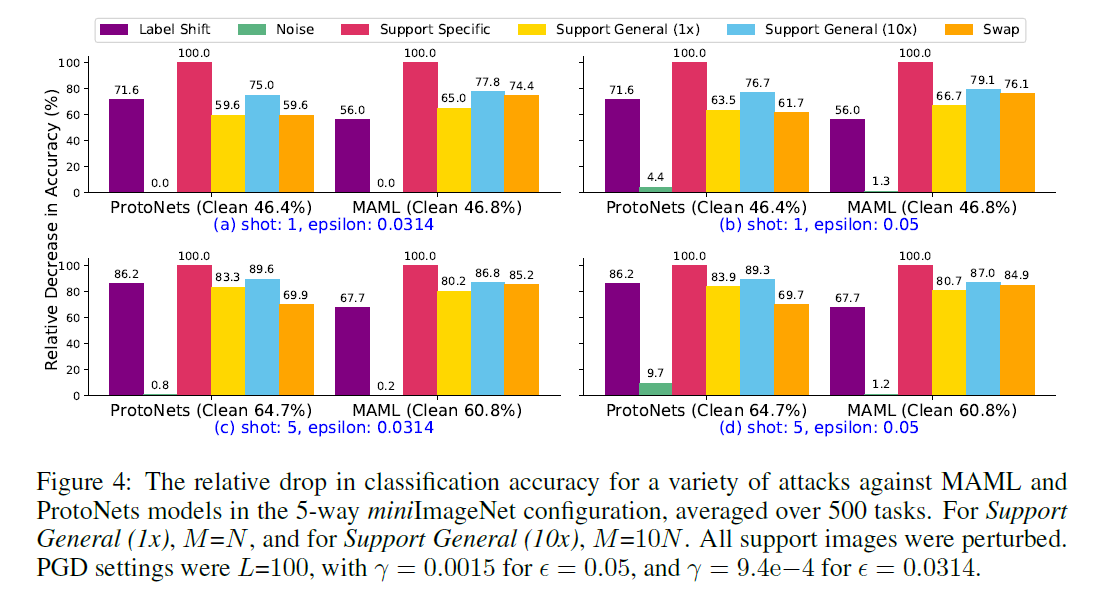 Label Shift Noise Support Specific Support General (1x) Support General (10x) Swap
Relative Decrease in Accuracy (%)
100
80
60
40
20
0
71.6 0.0 100.0 59.6 75.0 59.6 56.0 0.0 100.0 65.0 77.8 74.4
ProtoNets (Clean 46.4%) MAML (Clean 46.8%)
(a) shot: 1, epsilon: 0.0314
71.6 4.4 100.0 63.5 76.7 61.7 56.0 1.3 100.0 66.7 79.1 76.1
ProtoNets (Clean 46.4%) MAML (Clean 46.8%)
(b) shot: 1, epsilon: 0.05
100
80
60
40
20
0
86.2 0.8 100.0 83.3 89.6 69.9 67.7 0.2 100.0 80.2 86.8 85.2
ProtoNets (Clean 64.7%) MAML (Clean 60.8%)
(c) shot: 5, epsilon: 0.0314
86.2 9.7 100.0 83.9 89.3 69.7 67.7 1.2 100.0 80.7 87.0 84.9
ProtoNets (Clean 64.7%) MAML (Clean 60.8%)
(d) shot: 5, epsilon: 0.05
Figure 4: The relative drop in classification accuracy for a variety of attacks against MAML and
ProtoNets models in the 5-way miniImageNet configuration, averaged over 500 tasks. For Support
General (1x), M=N, and for Support General (10x), M=10N. All support images were perturbed.
PGD settings were L=100, with γ = 0.0015 for ϵ = 0.05, and γ = 9.4e−4 for ϵ = 0.0314.